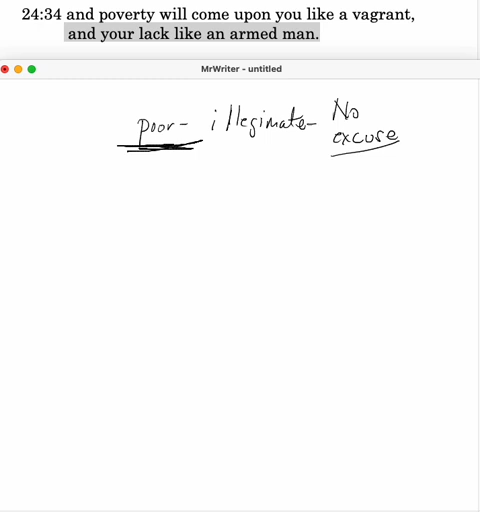 24:34 and poverty will come upon you like a vagrant,
and your lack like an armed man.
MrWriter - untitled
poor- illegimate- No
excuse